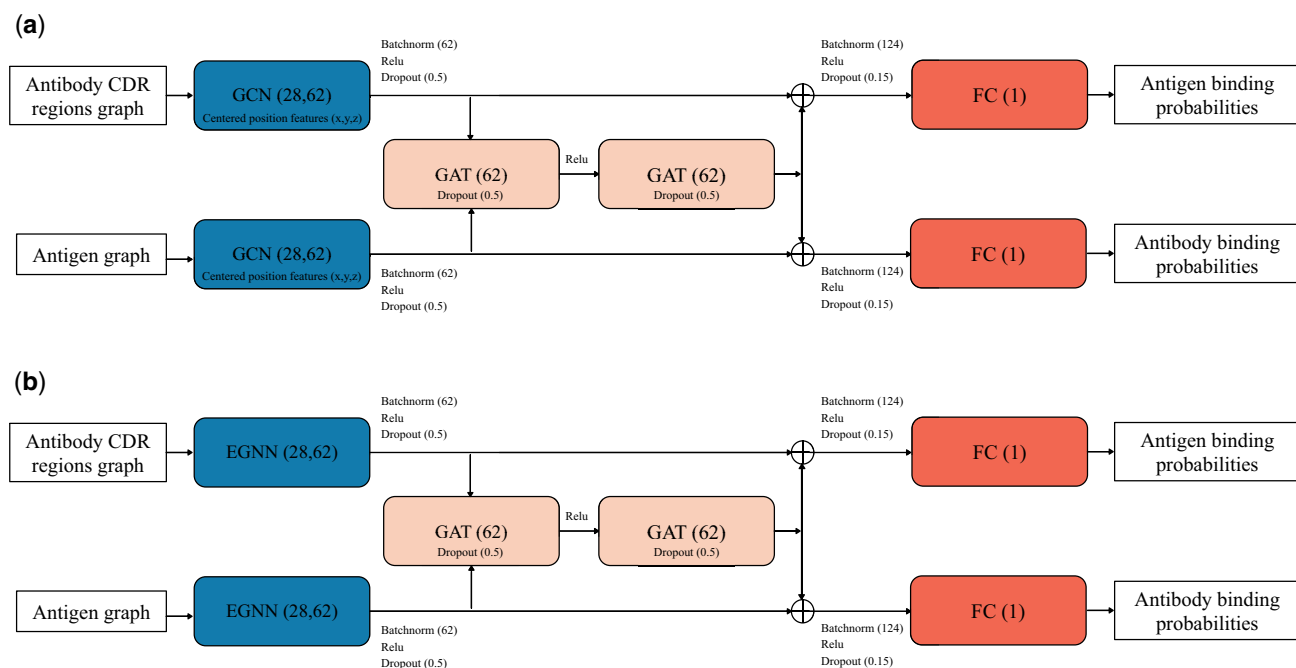 (a)
Antibody CDR
regions graph
GCN (28,62)
Centered position features (x,y,z)
Batchnorm (62)
Relu
Dropout (0.5)
Batchnorm (124)
Relu
Dropout (0.15)
FC (1)
Antigen binding
probabilities
GAT (62)
Dropout (0.5)
Relu
GAT (62)
Dropout (0.5)
Antigen graph
GCN (28,62)
Centered position features (x,y,z)
Batchnorm (62)
Relu
Dropout (0.5)
Batchnorm (124)
Relu
Dropout (0.15)
FC (1)
Antibody binding
probabilities
(b)
Antibody CDR
regions graph
EGNN (28,62)
Batchnorm (62)
Relu
Dropout (0.5)
Batchnorm (124)
Relu
Dropout (0.15)
FC (1)
Antigen binding
probabilities
GAT (62)
Dropout (0.5)
Relu
GAT (62)
Dropout (0.5)
Antigen graph
EGNN (28,62)
Batchnorm (62)
Relu
Dropout (0.5)
Batchnorm (124)
Relu
Dropout (0.15)
FC (1)
Antibody binding
probabilities